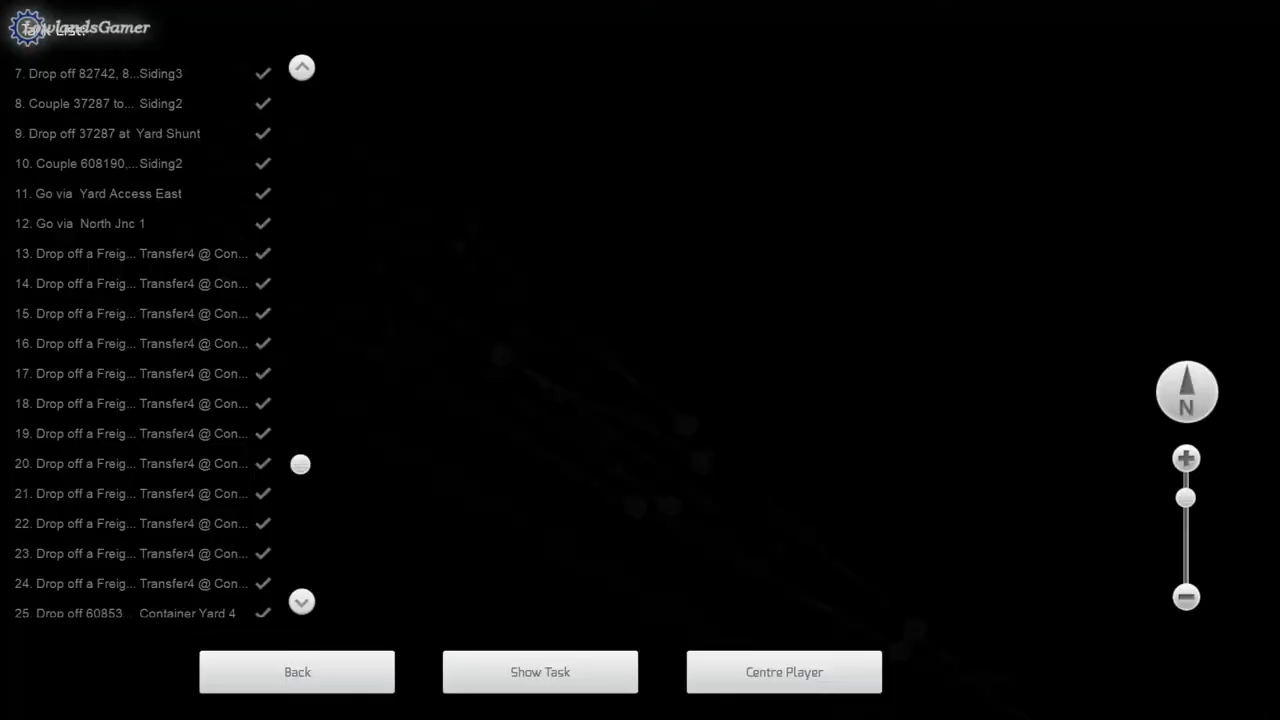 LowlandsGamer
Task List:
7. Drop off 82742, 8...Siding3
8. Couple 37287 to... Siding2
9. Drop off 37287 at Yard Shunt
10. Couple 608190,...Siding2
11. Go via Yard Access East
12. Go via North Jnc 1
13. Drop off a Freig... Transfer4 @ Con...
14. Drop off a Freig... Transfer4 @ Con...
15. Drop off a Freig... Transfer4 @ Con...
16. Drop off a Freig... Transfer4 @ Con...
17. Drop off a Freig... Transfer4 @ Con...
18. Drop off a Freig... Transfer4 @ Con...
19. Drop off a Freig... Transfer4 @ Con...
20. Drop off a Freig... Transfer4 @ Con...
21. Drop off a Freig... Transfer4 @ Con...
22. Drop off a Freig... Transfer4 @ Con...
23. Drop off a Freig... Transfer4 @ Con...
24. Drop off a Freig... Transfer4 @ Con...
25. Drop off 60853... Container Yard 4
N
Back
Show Task
Centre Player